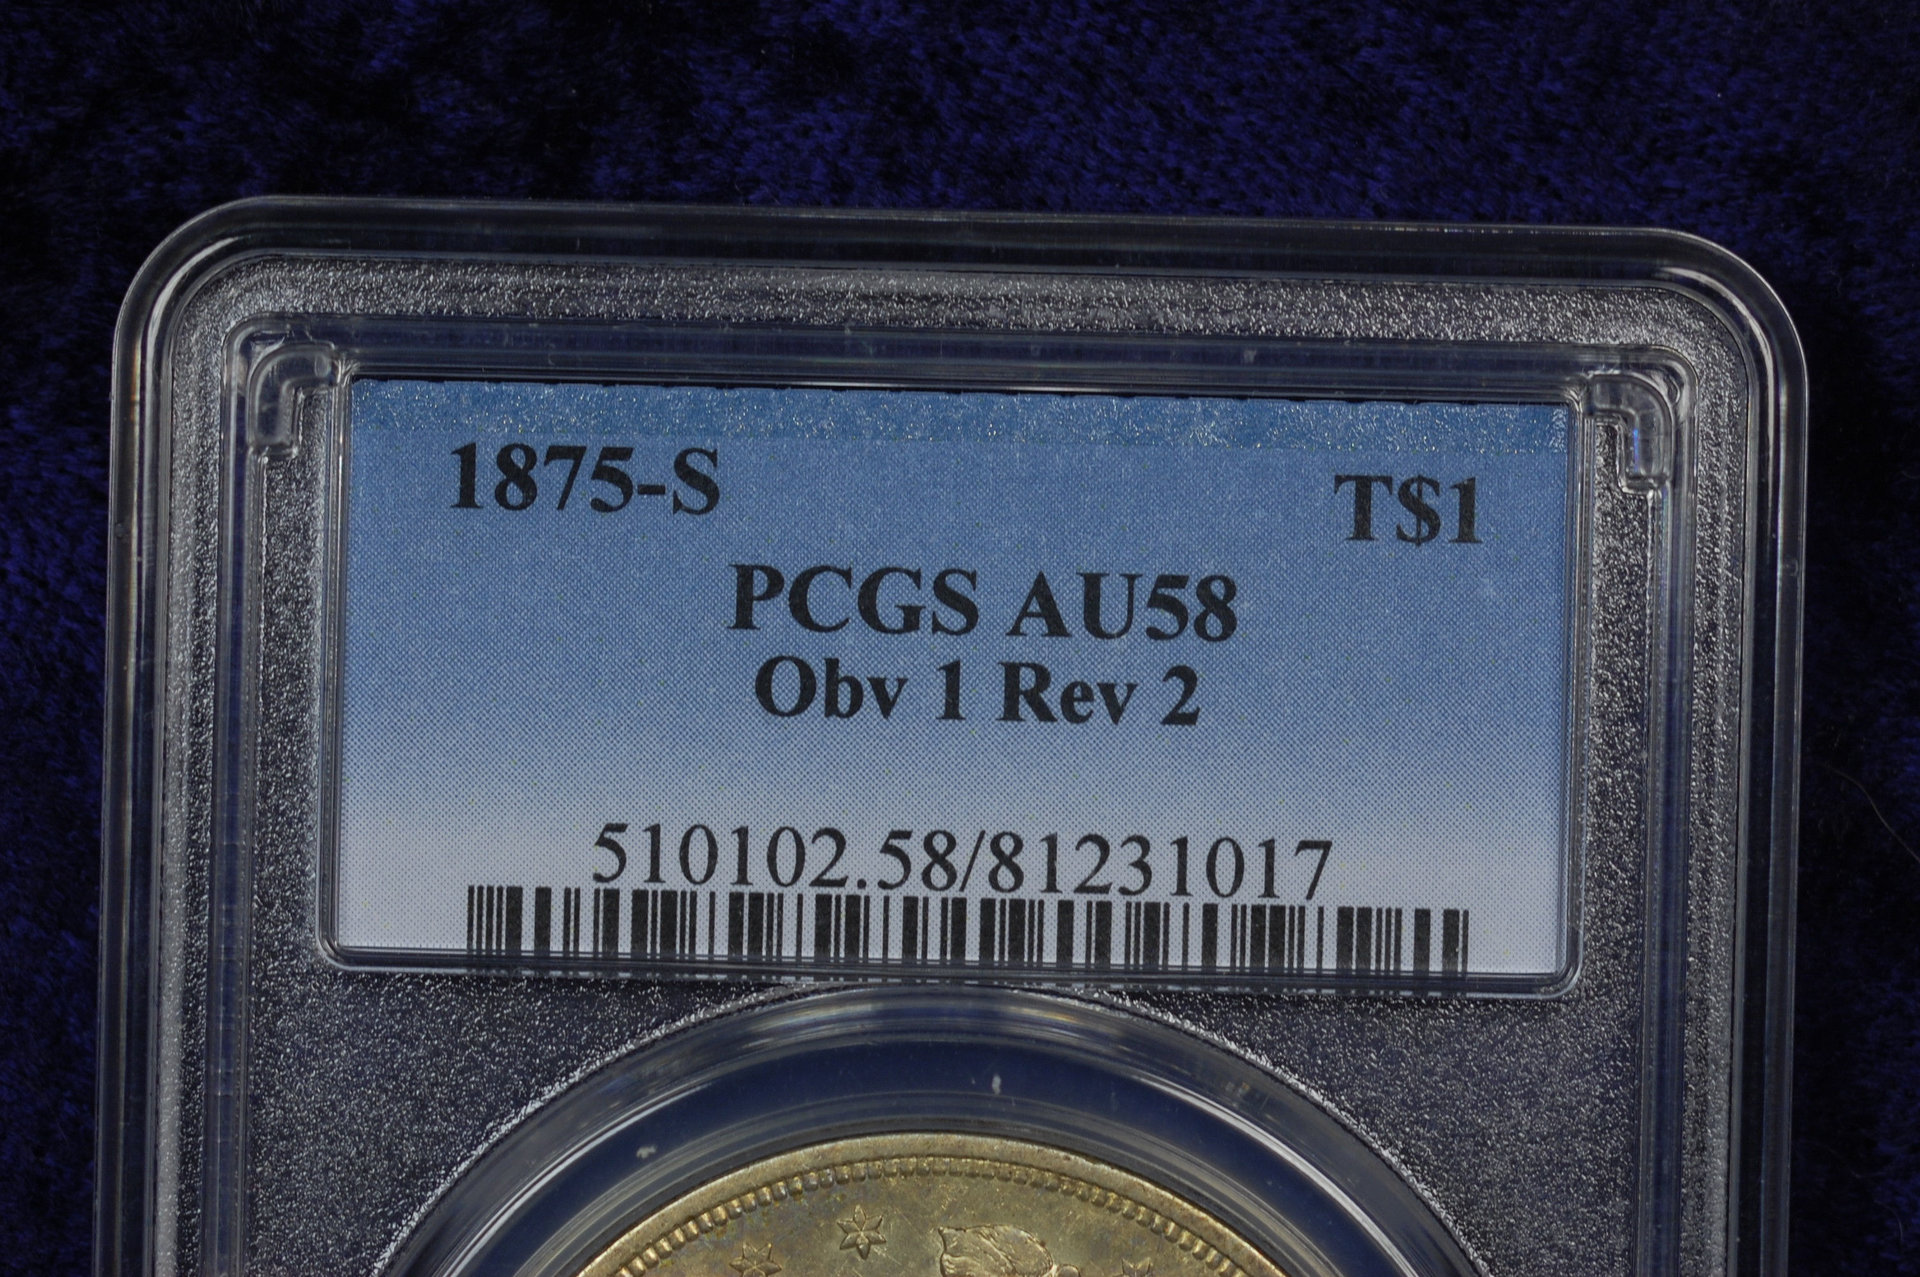 1875-S T$1
PCGS AU58
Obv 1 Rev 2
510102.58/81231017